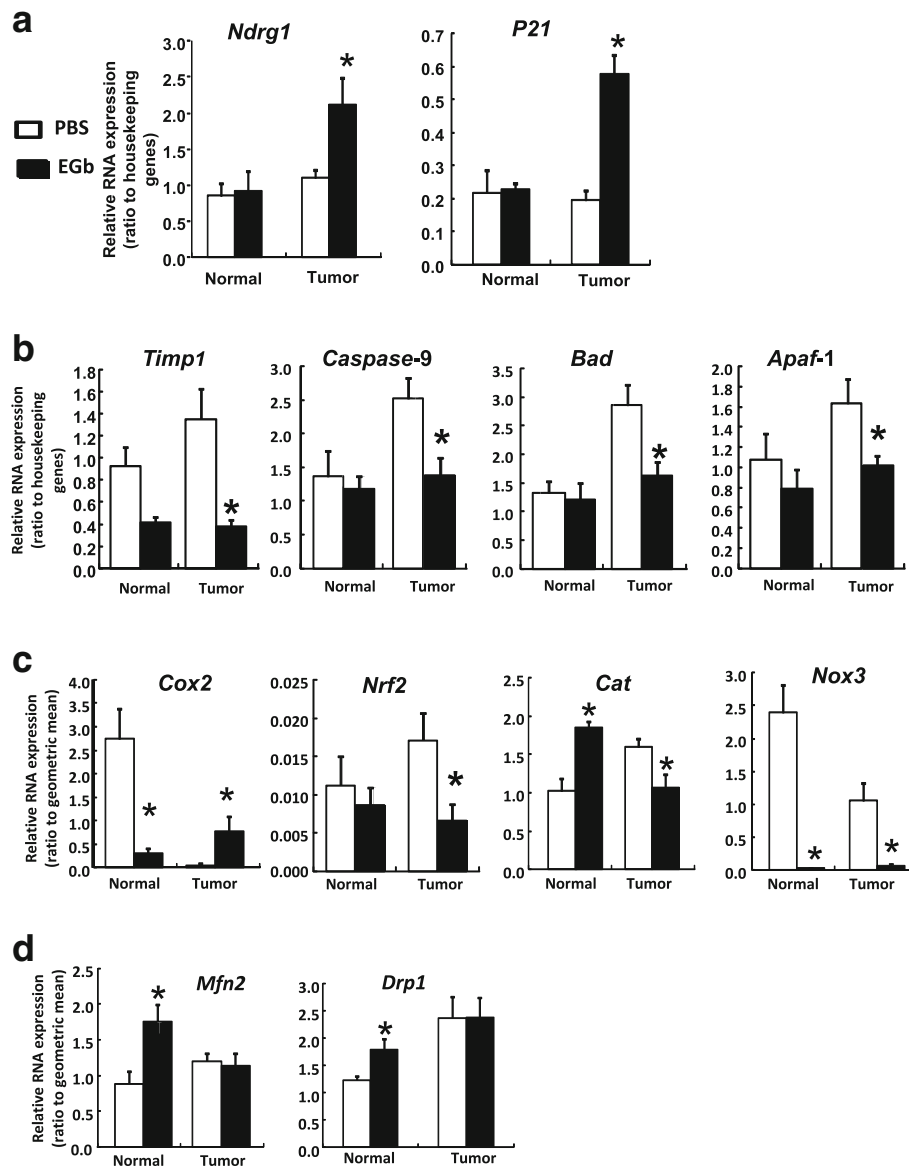 a
Ndrg1
P21
PBS
EGb
Relative RNA expression
(ratio to housekeeping
genes)
3.0
2.5
2.0
1.5
1.0
0.5
0.0
*
Normal
Tumor
0.7
0.6
0.5
0.4
0.3
0.2
0.1
0.0
*
Normal
Tumor
b
Timp1
Caspase-9
Bad
Apaf-1
Relative RNA expression
(ratio to housekeeping
genes)
1.8
1.6
1.4
1.2
1.0
0.8
0.6
0.4
0.2
0.0
*
Normal
Tumor
3.0
2.5
2.0
1.5
1.0
0.5
0.0
*
Normal
Tumor
3.5
3.0
2.5
2.0
1.5
1.0
0.5
0.0
*
Normal
Tumor
2.0
1.8
1.6
1.4
1.2
1.0
0.8
0.6
0.4
0.2
0.0
*
Normal
Tumor
c
Cox2
Nrf2
Cat
Nox3
Relative RNA expression
(ratio to geometric mean)
4.0
3.5
3.0
2.5
2.0
1.5
1.0
0.5
0.0
*
*
Normal
Tumor
0.025
0.020
0.015
0.010
0.005
0.000
*
Normal
Tumor
2.5
2.0
1.5
1.0
0.5
0.0
*
*
Normal
Tumor
3.0
2.5
2.0
1.5
1.0
0.5
0.0
*
*
Normal
Tumor
d
Mfn2
Drp1
Relative RNA expression
(ratio to geometric mean)
2.5
2.0
1.5
1.0
0.5
0.0
*
Normal
Tumor
3.0
2.5
2.0
1.5
1.0
0.5
0.0
*
Normal
Tumor